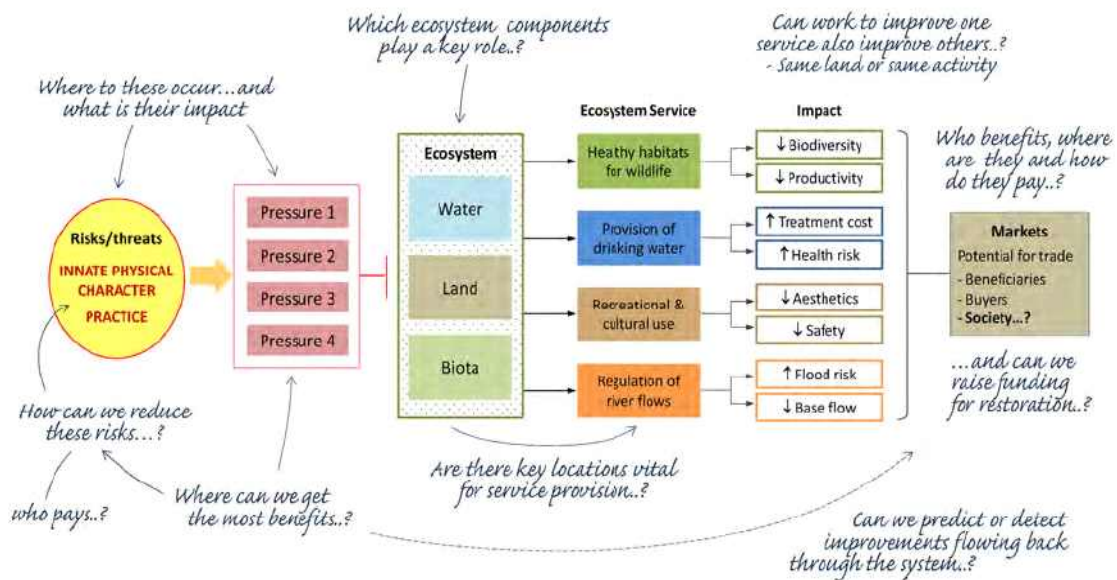 Which ecosystem components
play a key role..?
Can work to improve one
service also improve others..?
- Same land or same activity
Where to these occur...and
what is their impact
Risks/threats
INNATE PHYSICAL
CHARACTER
PRACTICE
Pressure 1
Pressure 2
Pressure 3
Pressure 4
Ecosystem
Water
Land
Biota
Ecosystem Service
Heathy habitats
for wildlife
Provision of
drinking water
Recreational &
cultural use
Regulation of
river flows
Impact
↓ Biodiversity
↓ Productivity
↑ Treatment cost
↑ Health risk
↓ Aesthetics
↓ Safety
↑ Flood risk
↓ Base flow
Who benefits, where
are they and how
do they pay..?
Markets
Potential for trade
- Beneficiaries
- Buyers
- Society...?
...and can we
raise funding
for restoration..?
How can we reduce
these risks...?
who pays..?
Where can we get
the most benefits..?
Are there key locations vital
for service provision..?
Can we predict or detect
improvements flowing back
through the system..?